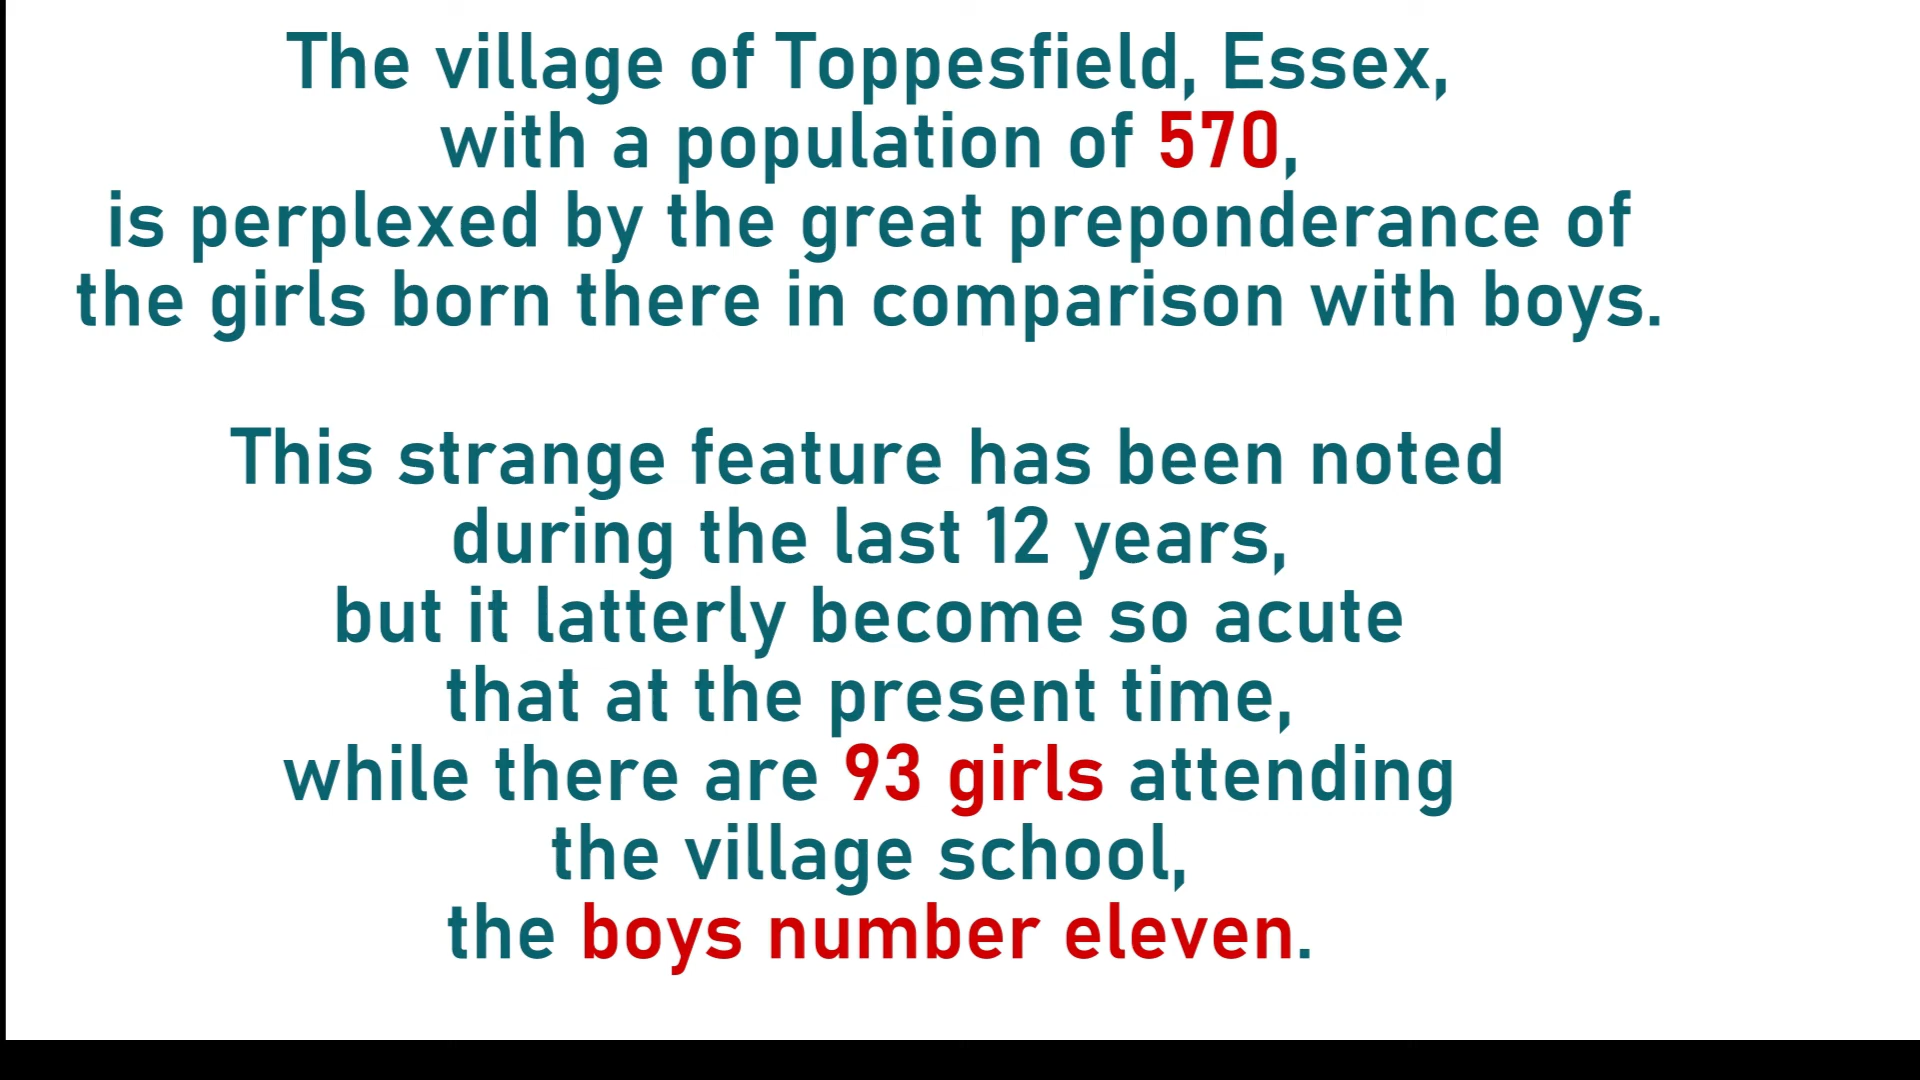 The village of Toppesfield, Essex,
with a population of 570,
is perplexed by the great preponderance of
the girls born there in comparison with boys.
This strange feature has been noted
during the last 12 years,
but it latterly become so acute
that at the present time,
while there are 93 girls attending
the village school,
the boys number eleven.